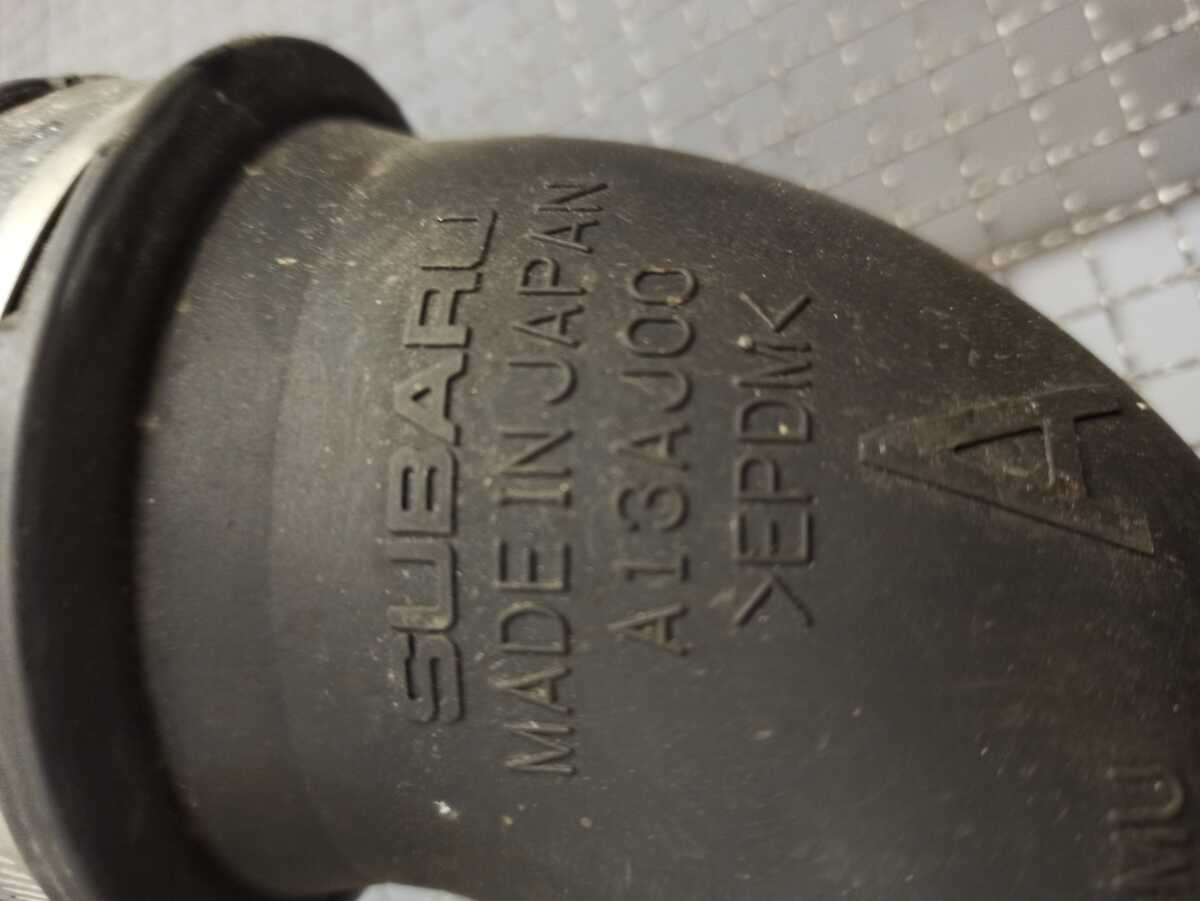 SUBARU
MADE IN JAPAN
A13AJ00
>EPDM<
A